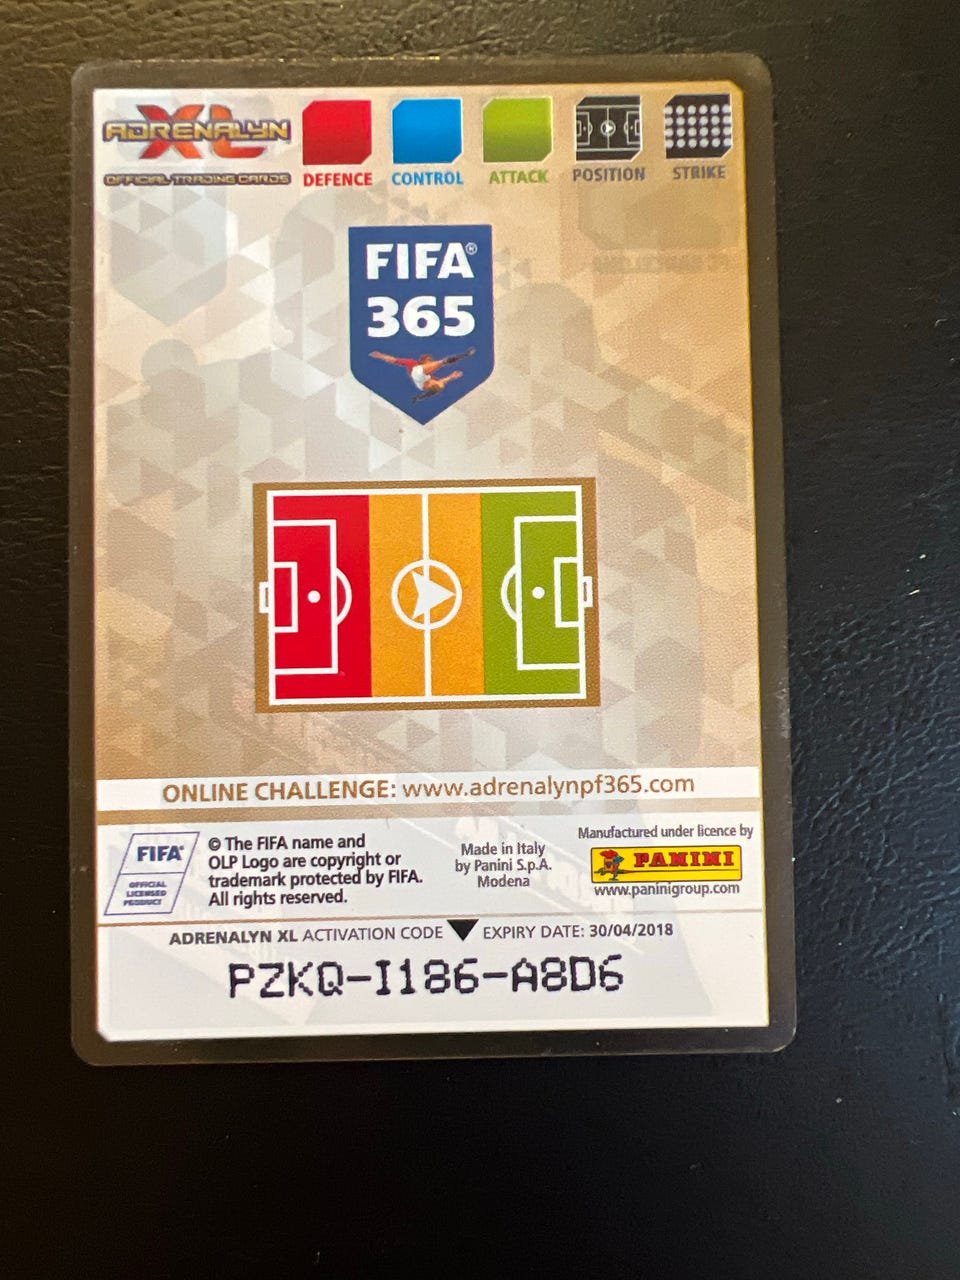 ADRENALYN XL
OFFICIAL TRADING CARDS
DEFENCE CONTROL ATTACK POSITION STRIKE
FIFA®
365
ONLINE CHALLENGE: www.adrenalynpf365.com
FIFA®
OFFICIAL
LICENSED
PRODUCT
© The FIFA name and
OLP Logo are copyright or
trademark protected by FIFA.
All rights reserved.
Made in Italy
by Panini S.p.A.
Modena
Manufactured under licence by
PANINI
www.paninigroup.com
ADRENALYN XL ACTIVATION CODE EXPIRY DATE: 30/04/2018
PZKQ-I186-A8D6